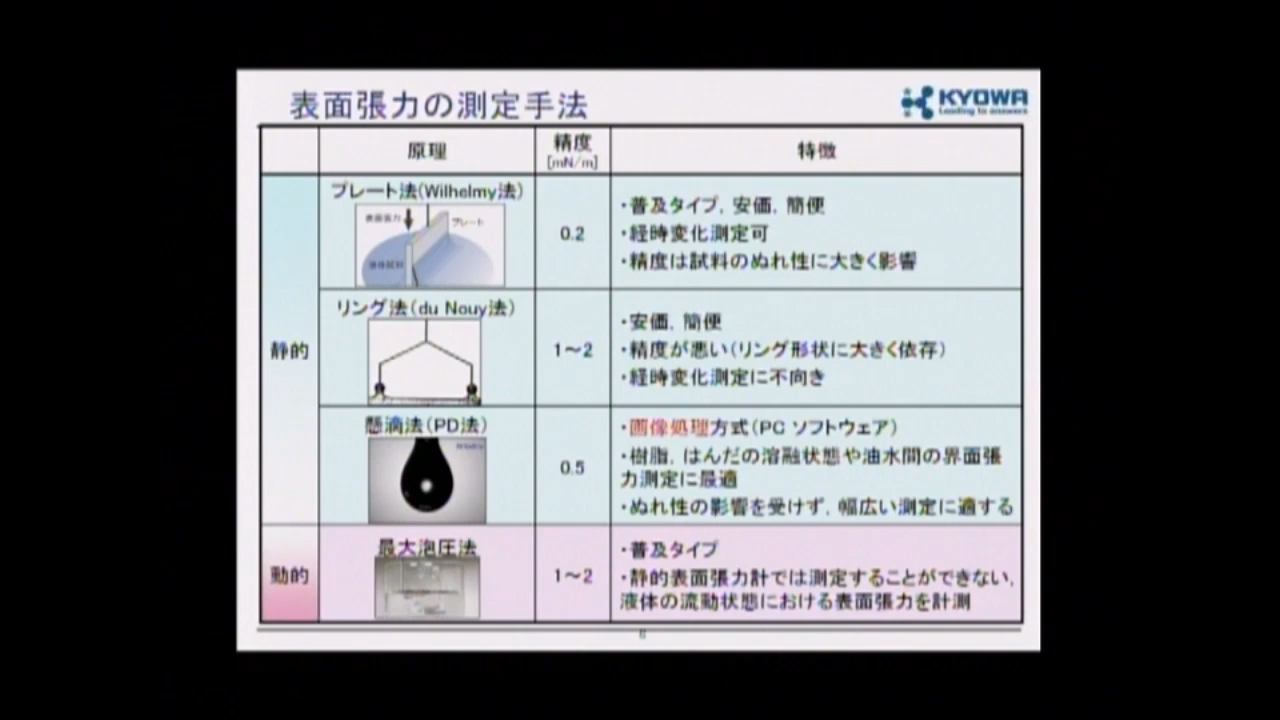 表面張力の測定手法
KYOWA
Leading to answers
原理
精度
[mN/m]
特徴
静的
プレート法(Wilhelmy法)
表面張力
プレート
液体試料
0.2
・普及タイプ, 安価, 簡便
・経時変化測定可
・精度は試料のぬれ性に大きく影響
リング法(du Nouy法)
1～2
・安価, 簡便
・精度が悪い(リング形状に大きく依存)
・経時変化測定に不向き
懸滴法(PD法)
0.5
・画像処理方式(PC ソフトウェア)
・樹脂, はんだの溶融状態や油水間の界面張
力測定に最適
・ぬれ性の影響を受けず, 幅広い測定に適する
動的
最大泡圧法
1～2
・普及タイプ
・静的表面張力計では測定することができない,
液体の流動状態における表面張力を計測